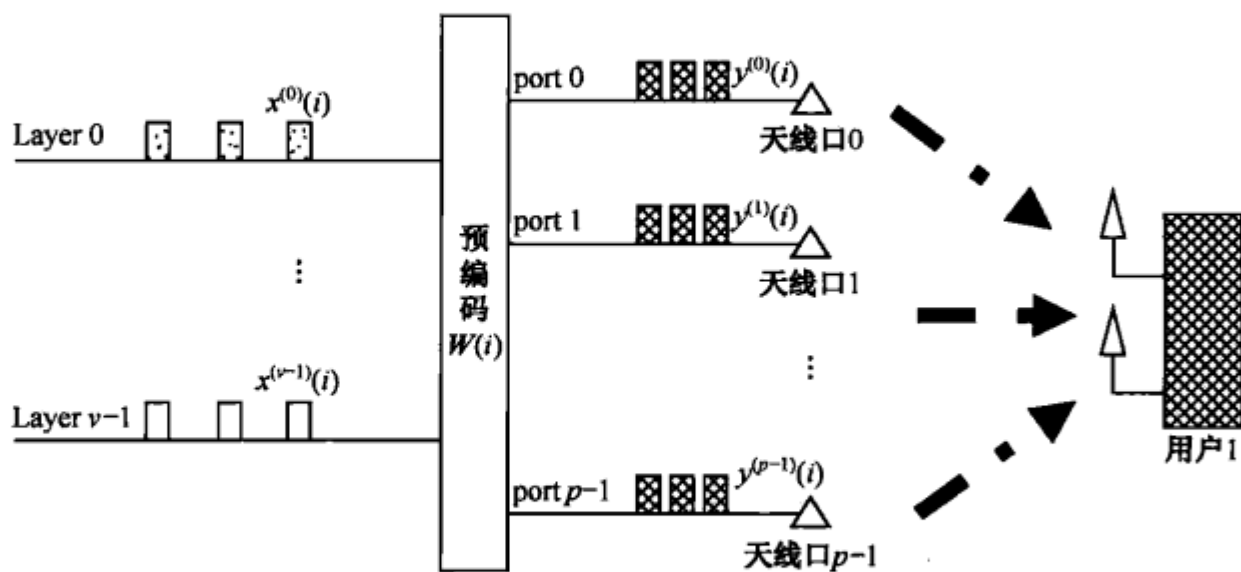 port 0
y⁽⁰⁾(i)
天线口0
x⁽⁰⁾(i)
Layer 0
port 1
y⁽¹⁾(i)
天线口1
预
编
码
W(i)
⋮
⋮
x⁽ᵛ⁻¹⁾(i)
Layer v-1
port p-1
y⁽ᵖ⁻¹⁾(i)
天线口p-1
用户1